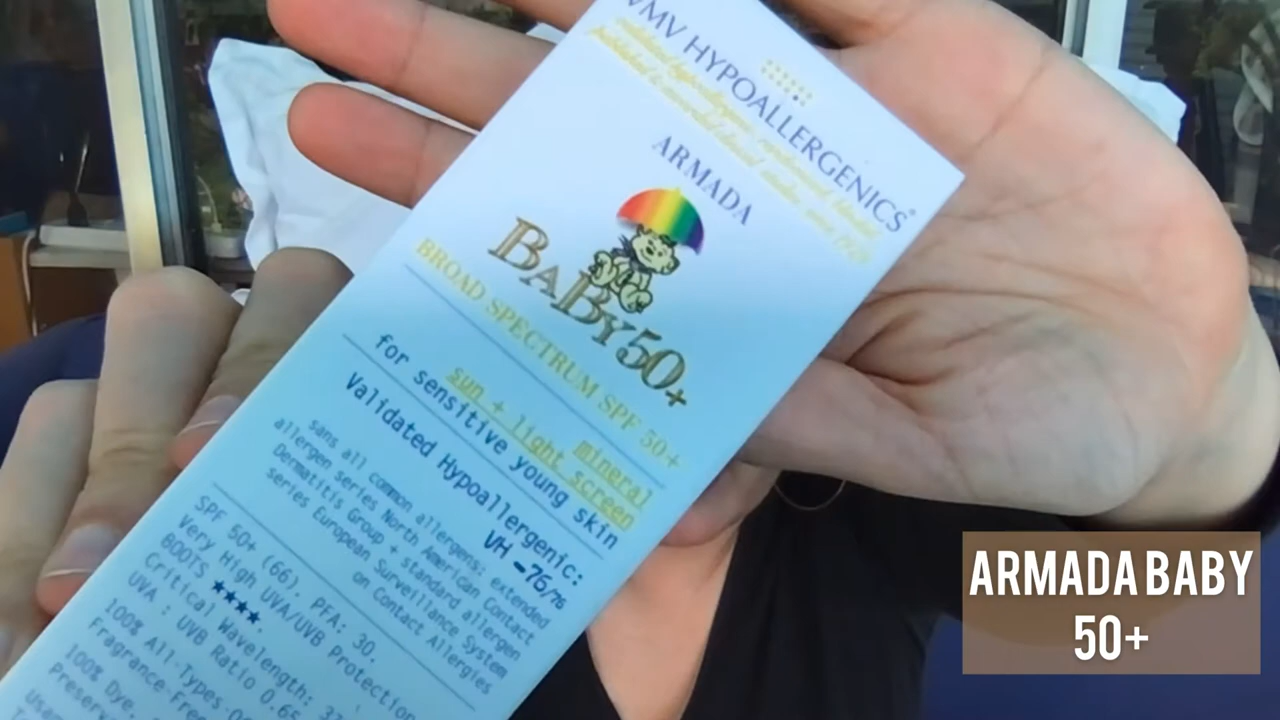 VMV HYPOALLERGENICS®
ARMADA
BABY 50+
BROAD SPECTRUM SPF 50+
mineral
sun + light screen
for sensitive young skin
Validated Hypoallergenic:
VH -76/76
sans all common allergens: extended
allergen series North American Contact
Dermatitis Group + standard allergen
series European Surveillance System
on Contact Allergies
SPF 50+ (66). PFA: 30.
Very High UVA/UVB Protection
BOOTS ★★★★.
Critical Wavelength:
UVA : UVB Ratio 0.65
100% All-Types-
Fragrance-Free
100% Dye,
ARMADA BABY
50+